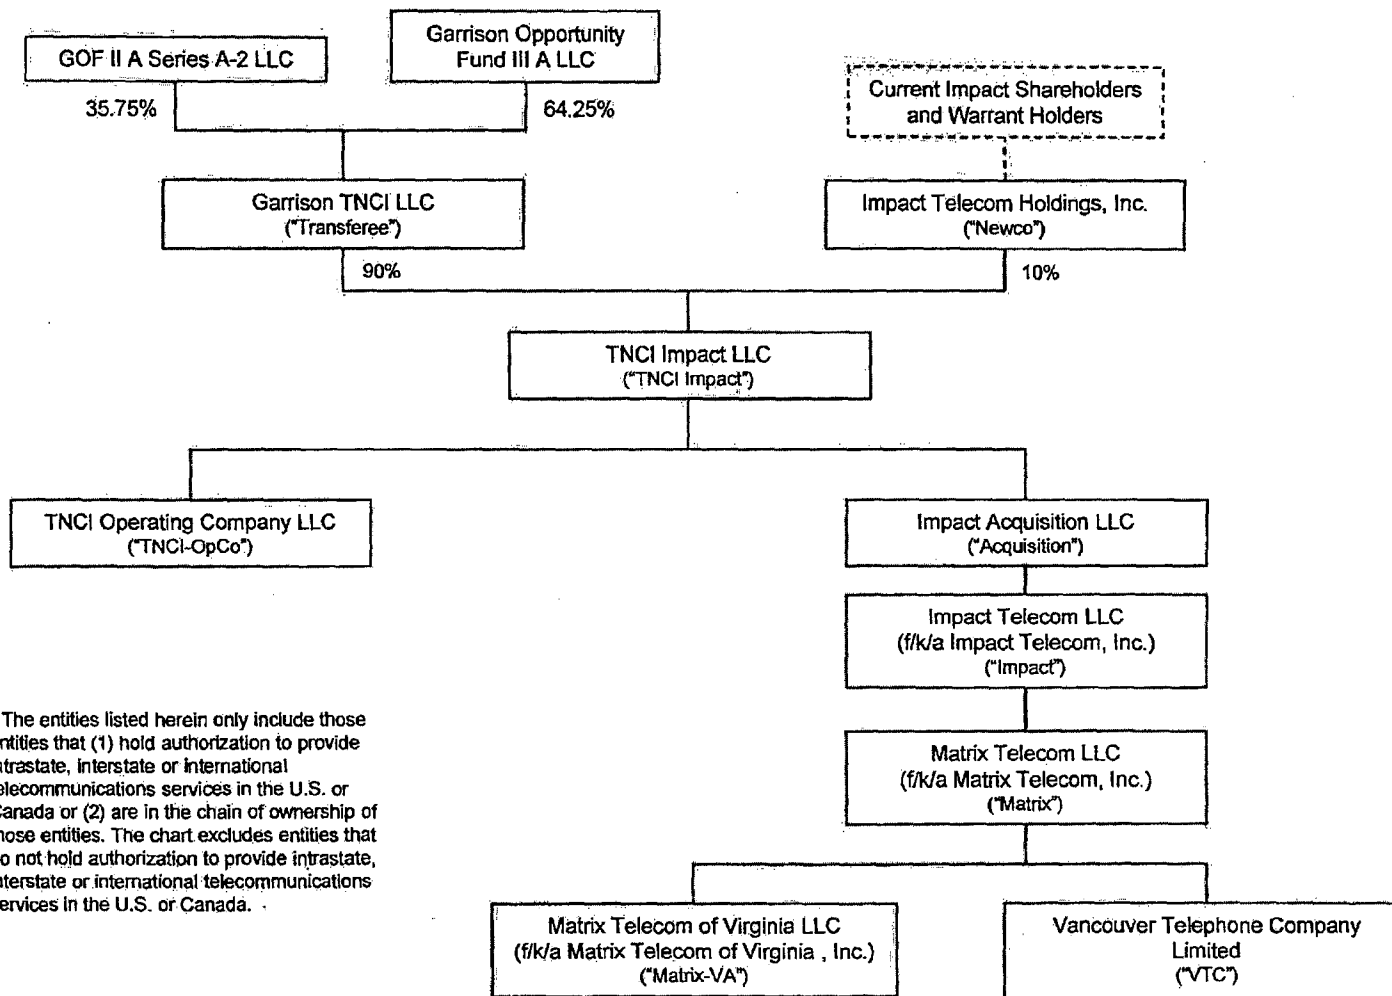 GOF II A Series A-2 LLC
Garrison Opportunity
Fund III A LLC
35.75%
64.25%
Current Impact Shareholders
and Warrant Holders
Garrison TNCI LLC
("Transferee")
Impact Telecom Holdings, Inc.
("Newco")
90%
10%
TNCI Impact LLC
("TNCI Impact")
TNCI Operating Company LLC
("TNCI-OpCo")
Impact Acquisition LLC
("Acquisition")
Impact Telecom LLC
(f/k/a Impact Telecom, Inc.)
("Impact")
The entities listed herein only include those
ntities that (1) hold authorization to provide
ntrastate, interstate or international
elecommunications services in the U.S. or
Canada or (2) are in the chain of ownership of
hose entities. The chart excludes entities that
o not hold authorization to provide intrastate,
nterstate or international telecommunications
ervices in the U.S. or Canada.
Matrix Telecom LLC
(f/k/a Matrix Telecom, Inc.)
("Matrix")
Matrix Telecom of Virginia LLC
(f/k/a Matrix Telecom of Virginia , Inc.)
("Matrix-VA")
Vancouver Telephone Company
Limited
("VTC")